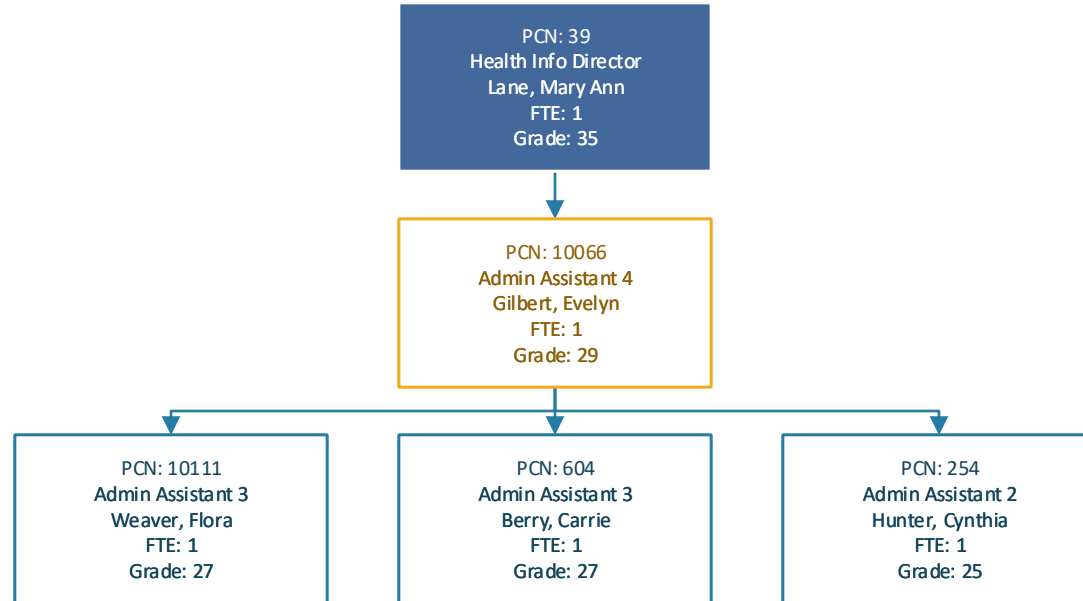 PCN: 39
Health Info Director
Lane, Mary Ann
FTE: 1
Grade: 35
PCN: 10066
Admin Assistant 4
Gilbert, Evelyn
FTE: 1
Grade: 29
PCN: 10111
Admin Assistant 3
Weaver, Flora
FTE: 1
Grade: 27
PCN: 604
Admin Assistant 3
Berry, Carrie
FTE: 1
Grade: 27
PCN: 254
Admin Assistant 2
Hunter, Cynthia
FTE: 1
Grade: 25